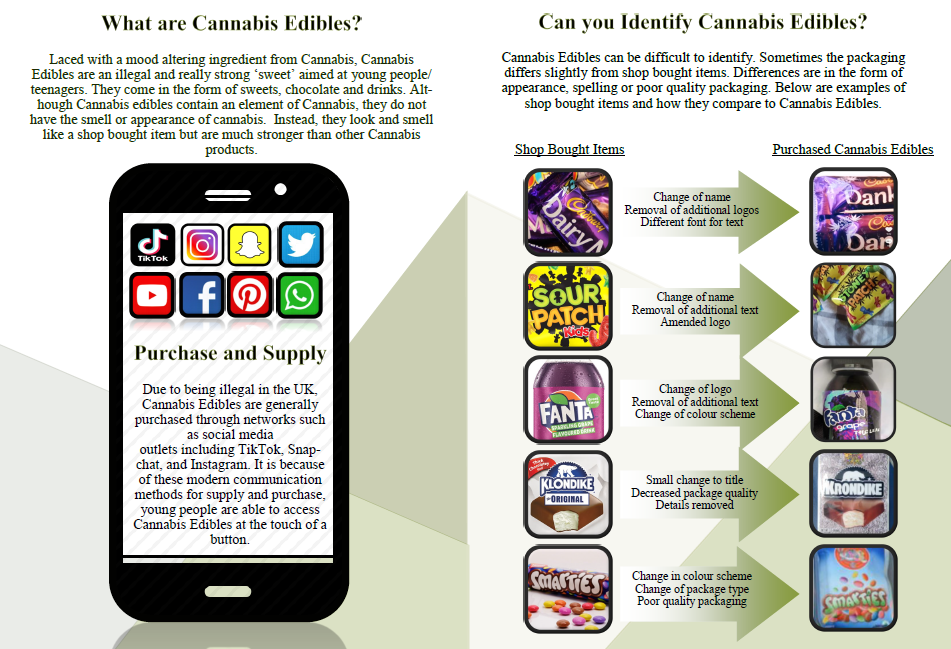 What are Cannabis Edibles?
Laced with a mood altering ingredient from Cannabis, Cannabis
Edibles are an illegal and really strong ‘sweet’ aimed at young people/
teenagers. They come in the form of sweets, chocolate and drinks. Alt-
hough Cannabis edibles contain an element of Cannabis, they do not
have the smell or appearance of cannabis.  Instead, they look and smell
like a shop bought item but are much stronger than other Cannabis
products.
TikTok
Purchase and Supply
Due to being illegal in the UK,
Cannabis Edibles are generally
purchased through networks such
as social media
outlets including TikTok, Snap-
chat, and Instagram. It is because
of these modern communication
methods for supply and purchase,
young people are able to access
Cannabis Edibles at the touch of a
button.
Can you Identify Cannabis Edibles?
Cannabis Edibles can be difficult to identify. Sometimes the packaging
differs slightly from shop bought items. Differences are in the form of
appearance, spelling or poor quality packaging. Below are examples of
shop bought items and how they compare to Cannabis Edibles.
Shop Bought Items
Purchased Cannabis Edibles
Cadbury
Dairy M
Change of name
Removal of additional logos
Different font for text
Dank
Dan
SOUR
PATCH
Kids
Change of name
Removal of additional text
Amended logo
STONEY
PATCH
FANTA
SPARKLING GRAPE
FLAVOURED DRINK
Change of logo
Removal of additional text
Change of colour scheme
grape
KLONDIKE
ORIGINAL
Small change to title
Decreased package quality
Details removed
KRONDIKE
SMARTIES
Change in colour scheme
Change of package type
Poor quality packaging
SMARTIES